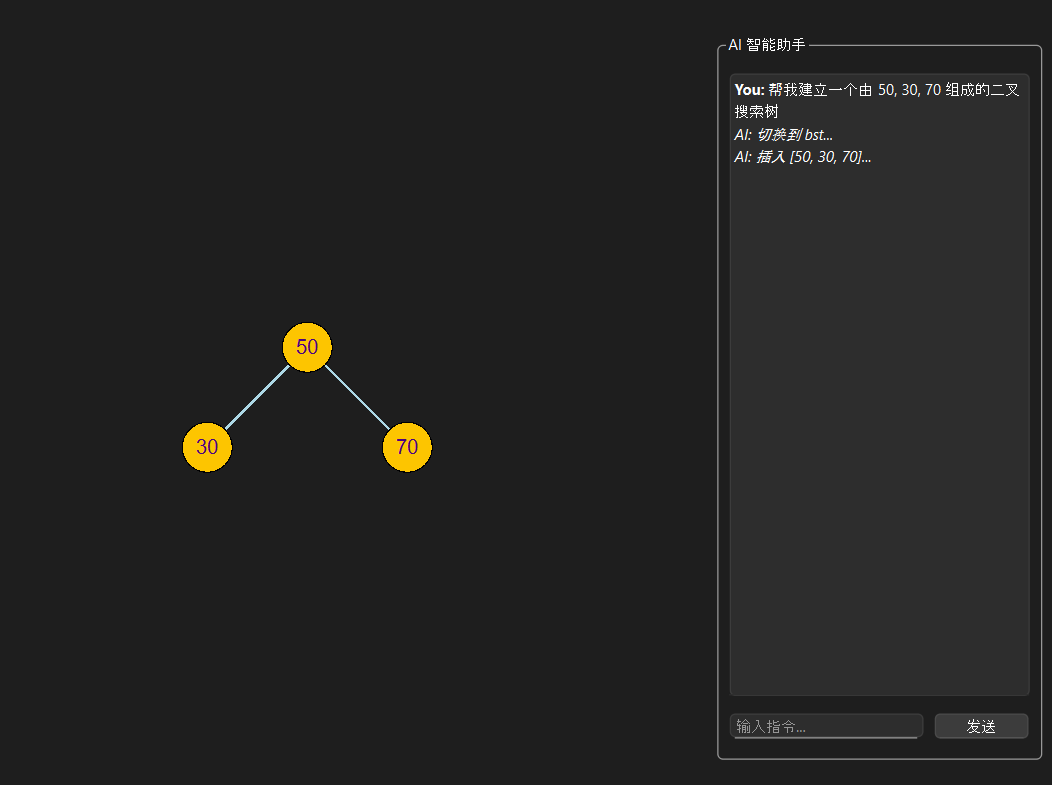 AI 智能助手
You: 帮我建立一个由 50, 30, 70 组成的二叉
搜索树
AI: 切换到 bst...
AI: 插入 [50, 30, 70]...
50
30
70
输入指令...
发送